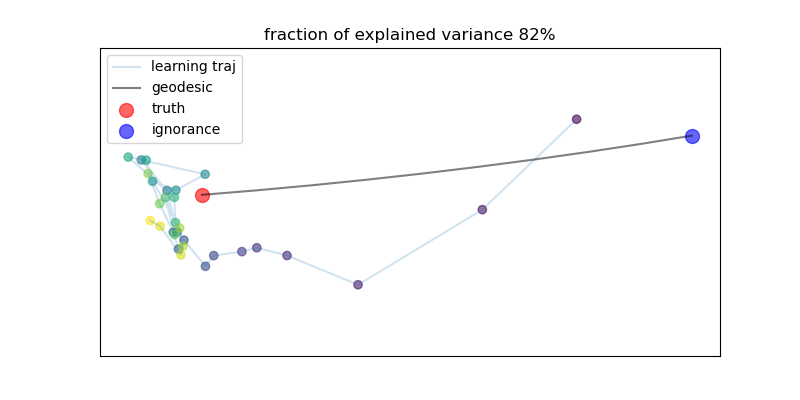 fraction of explained variance 82%
learning traj
geodesic
truth
ignorance